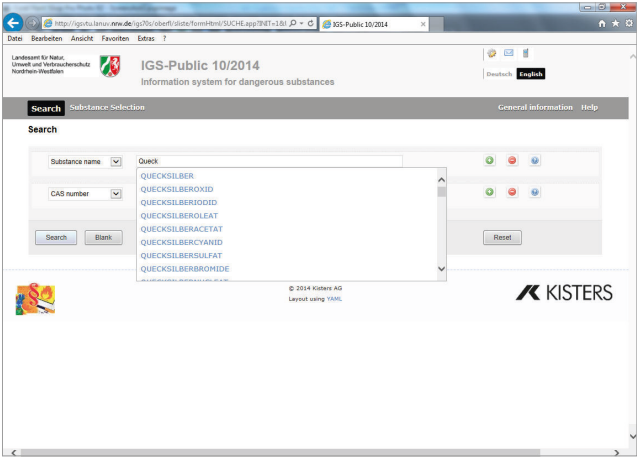 http://igsvtu.lanuv.nrw.de/igs70s/oberfl/sliste/formHtml/SUCHE.app?INIT=1&l
IGS-Public 10/2014
Datei Bearbeiten Ansicht Favoriten Extras ?
Landesamt für Natur,
Umwelt und Verbraucherschutz
Nordrhein-Westfalen
IGS-Public 10/2014
Information system for dangerous substances
Deutsch English
Search Substance Selection General information Help
Search
Substance name Queck
QUECKSILBER
QUECKSILBEROXID
CAS number
QUECKSILBERIODID
QUECKSILBEROLEAT
QUECKSILBERACETAT
QUECKSILBERCYANID
QUECKSILBERSULFAT
QUECKSILBERBROMIDE
Search Blank Reset
© 2014 Kisters AG
Layout using YAML
KISTERS